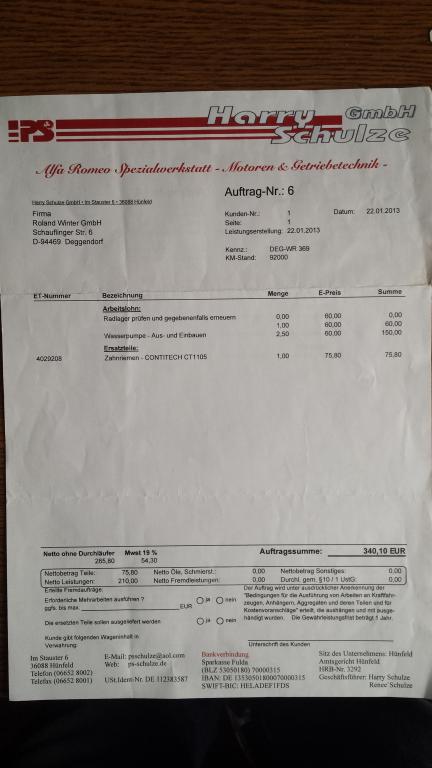 PS
Harry Schulze GmbH
Alfa Romeo Spezialwerkstatt - Motoren & Getriebetechnik -
Auftrag-Nr.: 6
Harry Schulze GmbH • Im Stauster 6 • 36088 Hünfeld
Firma
Roland Winter GmbH
Schauflinger Str. 6
D-94469 Deggendorf
Kunden-Nr.: 1 Datum: 22.01.2013
Seite: 1
Leistungserstellung: 22.01.2013
Kennz.: DEG-WR 369
KM-Stand: 92000
ET-Nummer Bezeichnung Menge E-Preis Summe
Arbeitslohn:
Radlager prüfen und gegebenenfalls erneuern 0,00 60,00 0,00
1,00 60,00 60,00
Wasserpumpe - Aus- und Einbauen 2,50 60,00 150,00
Ersatzteile:
4029208 Zahnriemen - CONTITECH CT1105 1,00 75,80 75,80
Netto ohne Durchläufer Mwst 19 % Auftragssumme: 340,10 EUR
285,80 54,30
Nettobetrag Teile: 75,80 Netto Öle, Schmierst.: 0,00 Nettobetrag Sonstiges: 0,00
Netto Leistungen: 210,00 Netto Fremdleistungen: 0,00 Durchl. gem. §10 / 1 UstG: 0,00
Erteilte Fremdaufträge:
Erforderliche Mehrarbeiten ausführen ? ja nein
ggfs. bis max. EUR
Die ersetzten Teile sollen ausgeliefert werden ja nein
Kunde gibt folgenden Wageninhalt in
Verwahrung:
Der Auftrag wird unter ausdrücklicher Anerkennung der
"Bedingungen für die Ausführung von Arbeiten an Kraftfahr-
zeugen, Anhängern, Aggregaten und deren Teilen und für
Kostenvoranschläge" erteilt, die aushängen und mit ausge-
händigt wurden. Die Gewährleistungsfrist beträgt 1 Jahr.
Unterschrift des Kunden
Im Stauster 6
36088 Hünfeld
Telefon (06652 8002)
Telefax (06652 8001)
E-Mail: psschulze@aol.com
Web: ps-schulze.de
USt.Ident-Nr. DE 112383587
Bankverbindung
Sparkasse Fulda
(BLZ 53050180) 70000315
IBAN: DE 13530501800070000315
SWIFT-BIC: HELADEF1FDS
Sitz des Unternehmens: Hünfeld
Amtsgericht Hünfeld
HRB-Nr. 3292
Geschäftsführer: Harry Schulze
Renee Schulze